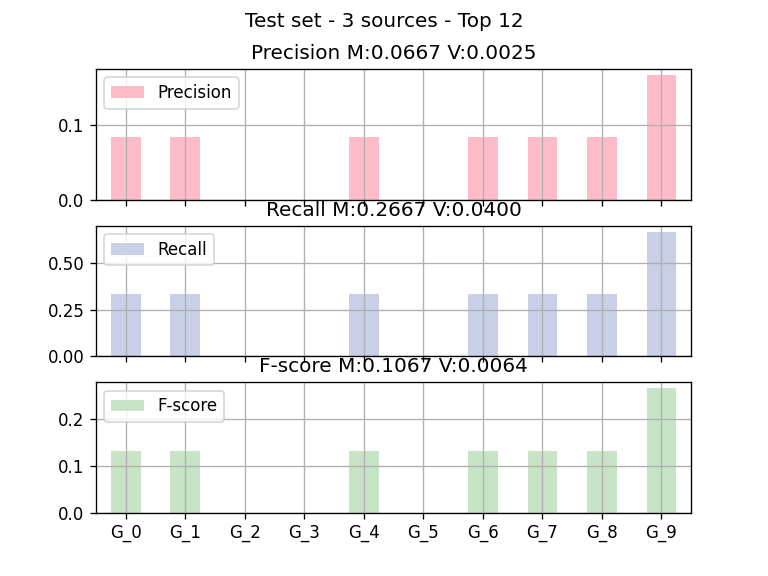 Test set - 3 sources - Top 12
Precision M:0.0667 V:0.0025
Precision
0.1
0.0
Recall M:0.2667 V:0.0400
Recall
0.50
0.25
0.00
F-score M:0.1067 V:0.0064
F-score
0.2
0.1
0.0
G_0 G_1 G_2 G_3 G_4 G_5 G_6 G_7 G_8 G_9